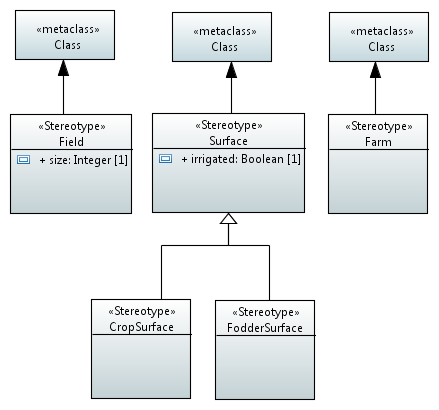 «metaclass»
Class
«metaclass»
Class
«metaclass»
Class
«Stereotype»
Field
+ size: Integer [1]
«Stereotype»
Surface
+ irrigated: Boolean [1]
«Stereotype»
Farm
«Stereotype»
CropSurface
«Stereotype»
FodderSurface